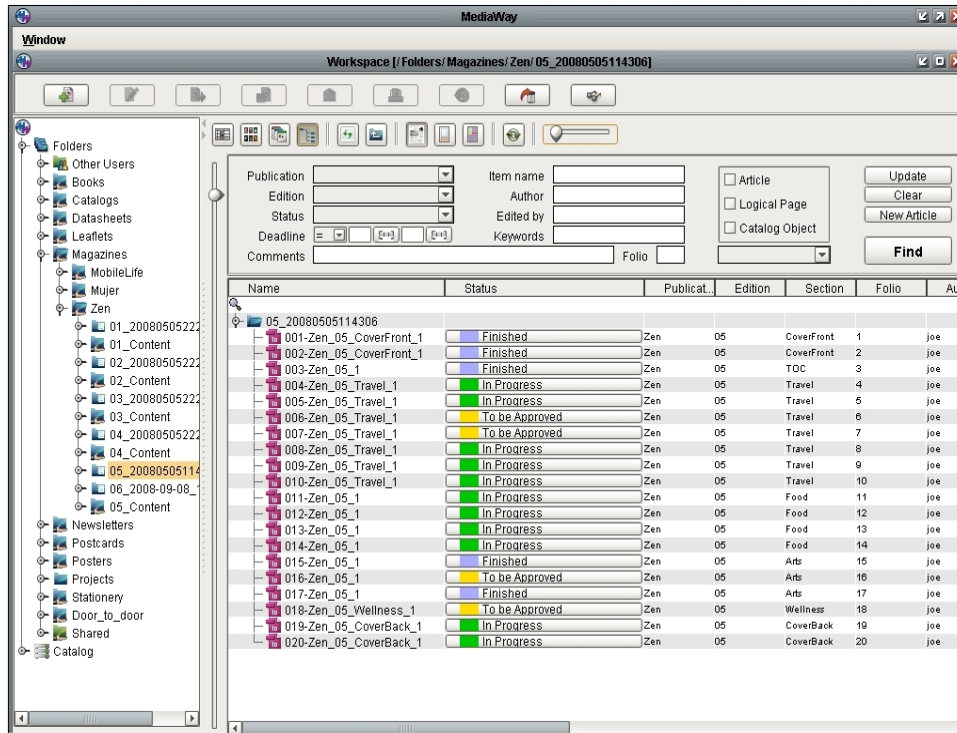 MediaWay
Window
Workspace [/ Folders/ Magazines/ Zen/ 05_20080505114306]
Folders
Other Users
Books
Catalogs
Datasheets
Leaflets
Magazines
MobileLife
Mujer
Zen
01_20080505222
01_Content
02_20080505222
02_Content
03_20080505222
03_Content
04_20080505222
04_Content
05_20080505114
06_2008-09-08_1
05_Content
Newsletters
Postcards
Posters
Projects
Stationery
Door_to_door
Shared
Catalog
Publication Item name Article Update
Edition Author Logical Page Clear
Status Edited by Catalog Object New Article
Deadline = Keywords
Comments Folio Find
Name Status Publicat... Edition Section Folio Au
05_20080505114306
001-Zen_05_CoverFront_1 Finished Zen 05 CoverFront 1 joe
002-Zen_05_CoverFront_1 Finished Zen 05 CoverFront 2 joe
003-Zen_05_1 Finished Zen 05 TOC 3 joe
004-Zen_05_Travel_1 In Progress Zen 05 Travel 4 joe
005-Zen_05_Travel_1 In Progress Zen 05 Travel 5 joe
006-Zen_05_Travel_1 To be Approved Zen 05 Travel 6 joe
007-Zen_05_Travel_1 To be Approved Zen 05 Travel 7 joe
008-Zen_05_Travel_1 In Progress Zen 05 Travel 8 joe
009-Zen_05_Travel_1 In Progress Zen 05 Travel 9 joe
010-Zen_05_Travel_1 In Progress Zen 05 Travel 10 joe
011-Zen_05_1 In Progress Zen 05 Food 11 joe
012-Zen_05_1 In Progress Zen 05 Food 12 joe
013-Zen_05_1 In Progress Zen 05 Food 13 joe
014-Zen_05_1 In Progress Zen 05 Food 14 joe
015-Zen_05_1 Finished Zen 05 Arts 15 joe
016-Zen_05_1 To be Approved Zen 05 Arts 16 joe
017-Zen_05_1 Finished Zen 05 Arts 17 joe
018-Zen_05_Wellness_1 To be Approved Zen 05 Wellness 18 joe
019-Zen_05_CoverBack_1 In Progress Zen 05 CoverBack 19 joe
020-Zen_05_CoverBack_1 In Progress Zen 05 CoverBack 20 joe